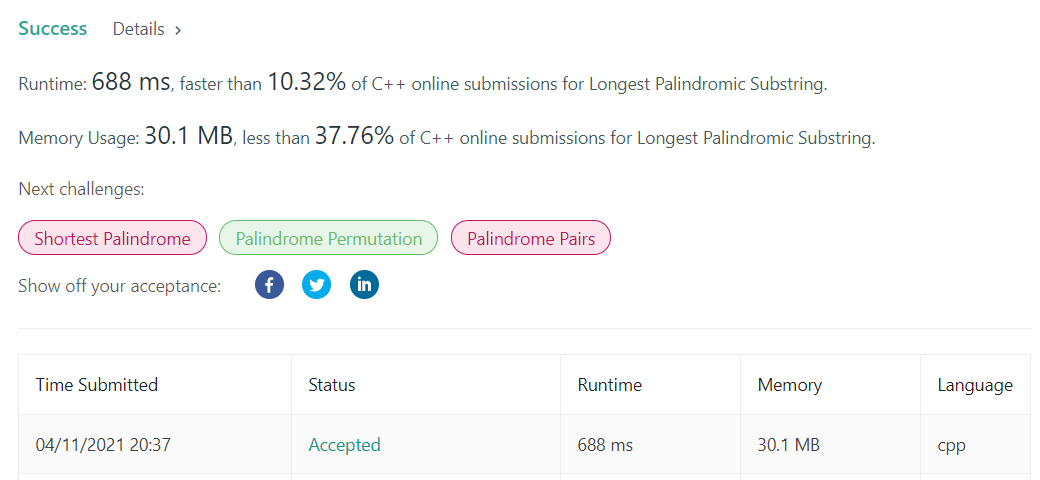 Success Details >
Runtime: 688 ms, faster than 10.32% of C++ online submissions for Longest Palindromic Substring.
Memory Usage: 30.1 MB, less than 37.76% of C++ online submissions for Longest Palindromic Substring.
Next challenges:
Shortest Palindrome Palindrome Permutation Palindrome Pairs
Show off your acceptance: f in
Time Submitted Status Runtime Memory Language
04/11/2021 20:37 Accepted 688 ms 30.1 MB cpp